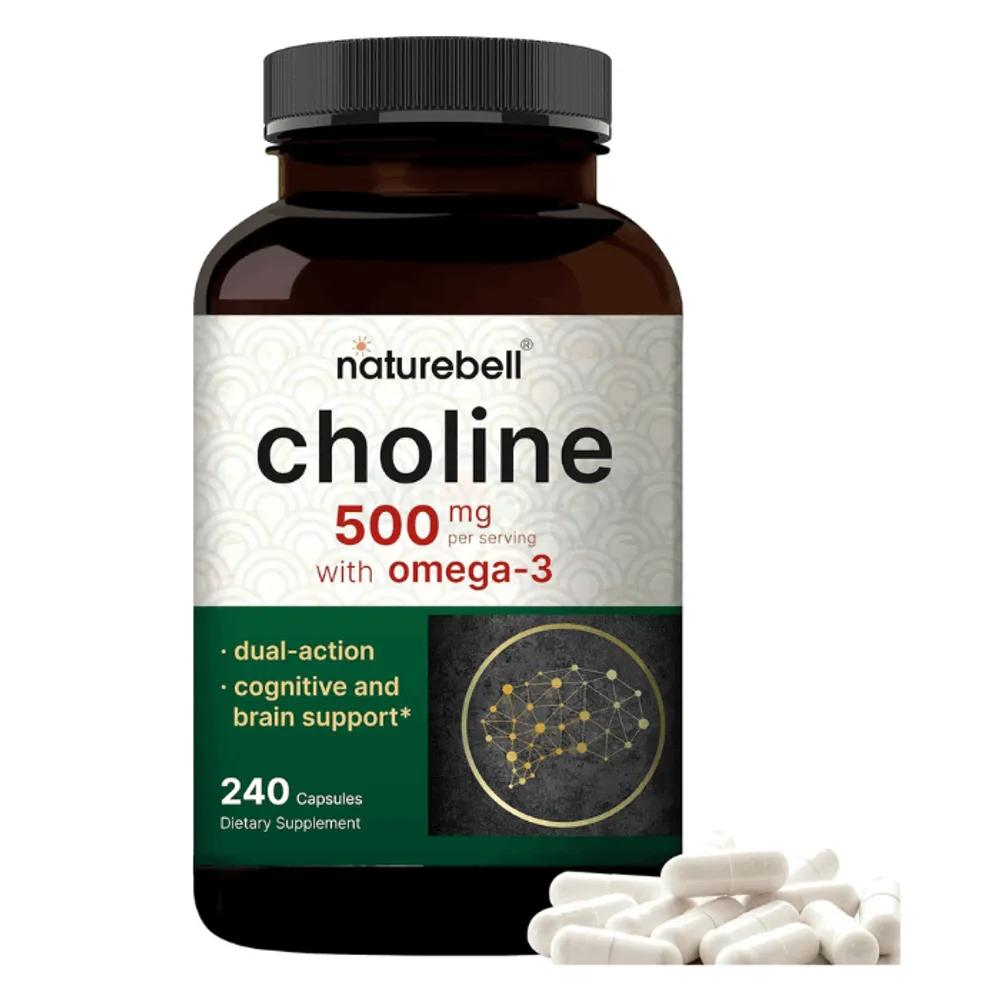 naturebell®
choline
500 mg
per serving
with omega-3
· dual-action
· cognitive and
brain support*
240 Capsules
Dietary Supplement